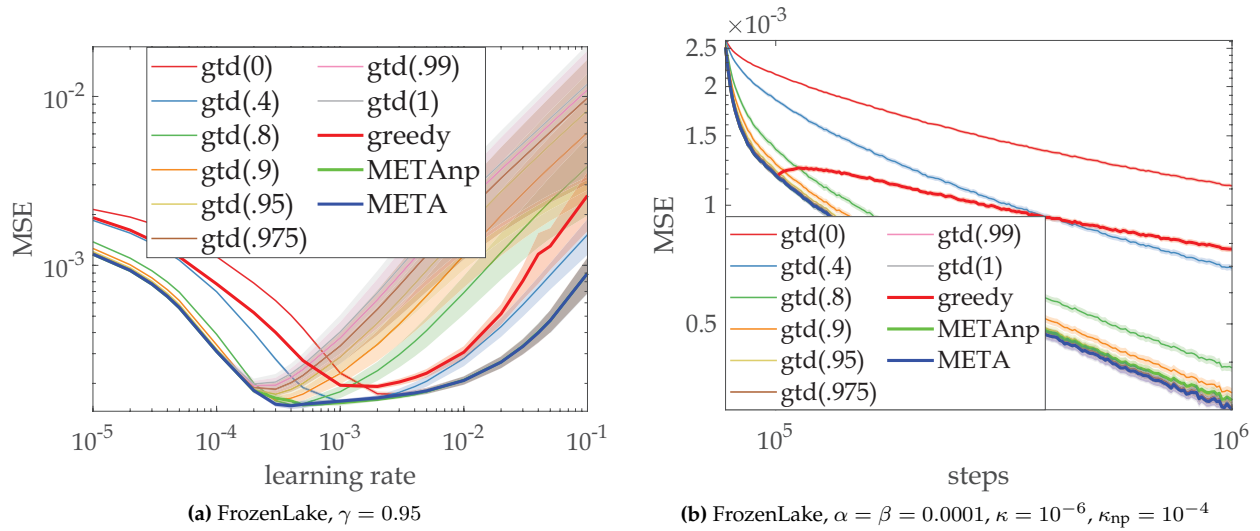 gtd(0)
gtd(.4)
gtd(.8)
gtd(.9)
gtd(.95)
gtd(.975)
gtd(.99)
gtd(1)
greedy
METAnp
META
10^-2
10^-3
MSE
10^-5
10^-4
10^-3
10^-2
10^-1
learning rate
(a) FrozenLake, γ = 0.95
×10^-3
2.5
2
1.5
1
0.5
MSE
gtd(0)
gtd(.4)
gtd(.8)
gtd(.9)
gtd(.95)
gtd(.975)
gtd(.99)
gtd(1)
greedy
METAnp
META
10^5
10^6
steps
(b) FrozenLake, α = β = 0.0001, κ = 10^-6, κ_np = 10^-4